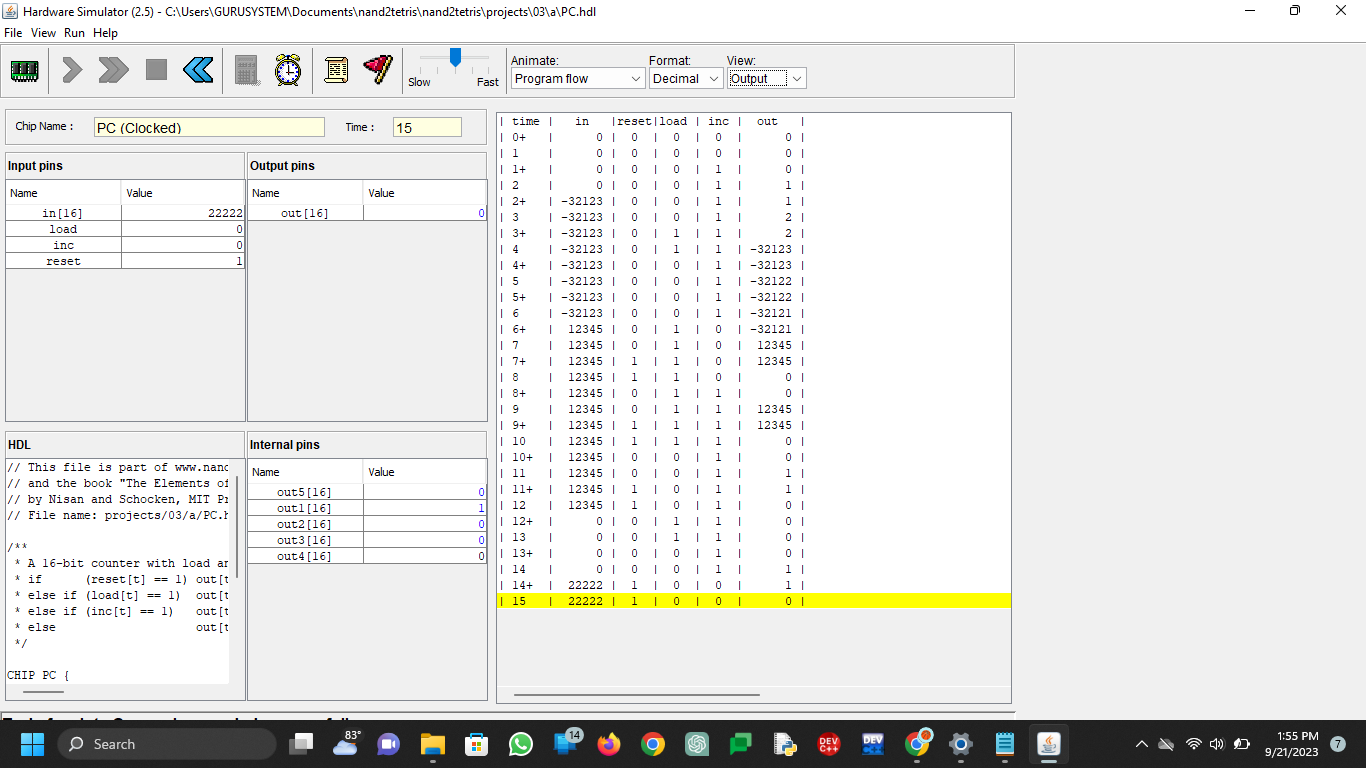 Hardware Simulator (2.5) - C:\Users\GURUSYSTEM\Documents\nand2tetris\nand2tetris\projects\03\a\PC.hdl
File View Run Help
Slow Fast
Animate:
Program flow
Format:
Decimal
View:
Output
Chip Name : PC (Clocked) Time : 15
Input pins
Name Value
in[16] 22222
load 0
inc 0
reset 1
Output pins
Name Value
out[16] 0
HDL
// This file is part of www.nand
// and the book "The Elements of
// by Nisan and Schocken, MIT Pr
// File name: projects/03/a/PC.h
/**
* A 16-bit counter with load an
* if (reset[t] == 1) out[t
* else if (load[t] == 1) out[t
* else if (inc[t] == 1) out[t
* else out[t
*/
CHIP PC {
Internal pins
Name Value
out5[16] 0
out1[16] 1
out2[16] 0
out3[16] 0
out4[16] 0
| time | in |reset|load | inc | out |
| 0+ | 0 | 0 | 0 | 0 | 0 |
| 1 | 0 | 0 | 0 | 0 | 0 |
| 1+ | 0 | 0 | 0 | 1 | 0 |
| 2 | 0 | 0 | 0 | 1 | 1 |
| 2+ | -32123 | 0 | 0 | 1 | 1 |
| 3 | -32123 | 0 | 0 | 1 | 2 |
| 3+ | -32123 | 0 | 1 | 1 | 2 |
| 4 | -32123 | 0 | 1 | 1 | -32123 |
| 4+ | -32123 | 0 | 0 | 1 | -32123 |
| 5 | -32123 | 0 | 0 | 1 | -32122 |
| 5+ | -32123 | 0 | 0 | 1 | -32122 |
| 6 | -32123 | 0 | 0 | 1 | -32121 |
| 6+ | 12345 | 0 | 1 | 0 | -32121 |
| 7 | 12345 | 0 | 1 | 0 | 12345 |
| 7+ | 12345 | 1 | 1 | 0 | 12345 |
| 8 | 12345 | 1 | 1 | 0 | 0 |
| 8+ | 12345 | 0 | 1 | 1 | 0 |
| 9 | 12345 | 0 | 1 | 1 | 12345 |
| 9+ | 12345 | 1 | 1 | 1 | 12345 |
| 10 | 12345 | 1 | 1 | 1 | 0 |
| 10+ | 12345 | 0 | 0 | 1 | 0 |
| 11 | 12345 | 0 | 0 | 1 | 1 |
| 11+ | 12345 | 1 | 0 | 1 | 1 |
| 12 | 12345 | 1 | 0 | 1 | 0 |
| 12+ | 0 | 0 | 1 | 1 | 0 |
| 13 | 0 | 0 | 1 | 1 | 0 |
| 13+ | 0 | 0 | 0 | 1 | 0 |
| 14 | 0 | 0 | 0 | 1 | 1 |
| 14+ | 22222 | 1 | 0 | 0 | 1 |
| 15 | 22222 | 1 | 0 | 0 | 0 |
Search
83°
14
DEV C++
DEV
1:55 PM
9/21/2023
7